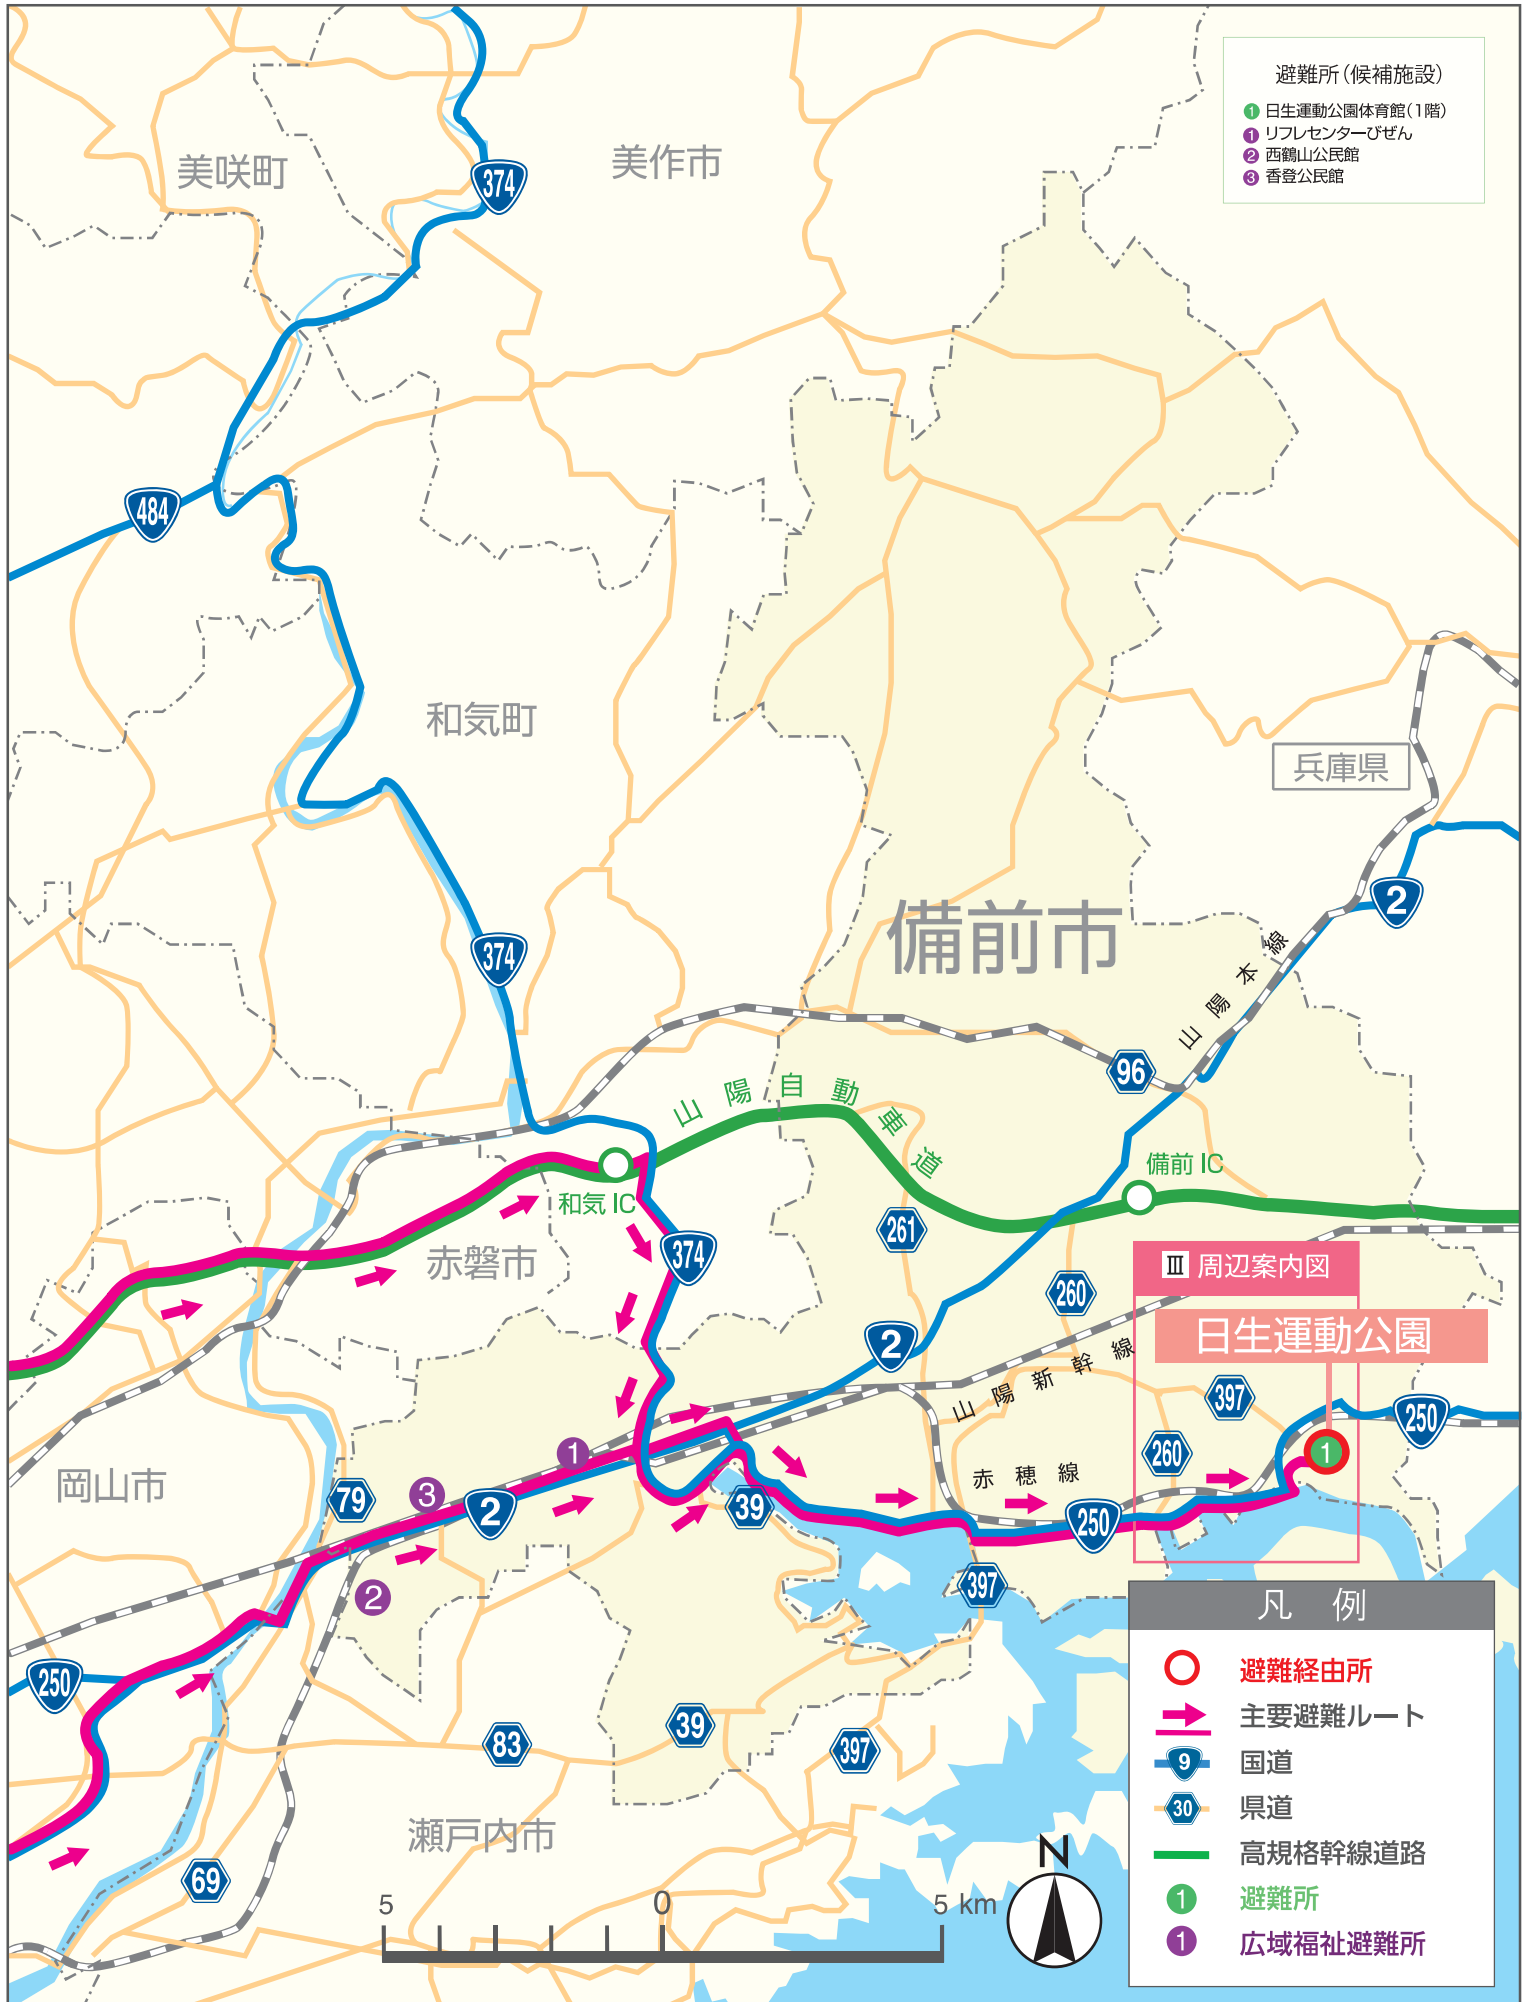 避難所（候補施設）
1 日生運動公園体育館（1階）
1 リフレセンターびぜん
2 西鶴山公民館
3 香登公民館
美咲町
374
美作市
484
和気町
兵庫県
2
備前市
374
山陽本線
96
山陽自動車道
備前 IC
和気 IC
261
赤磐市
374
260
Ⅲ 周辺案内図
日生運動公園
2
山陽新幹線
397
250
岡山市
1
260
1
79
3
2
39
赤穂線
250
2
397
250
83
39
397
瀬戸内市
69
5 0 5 km
N
凡例
避難経由所
主要避難ルート
9 国道
30 県道
高規格幹線道路
1 避難所
1 広域福祉避難所